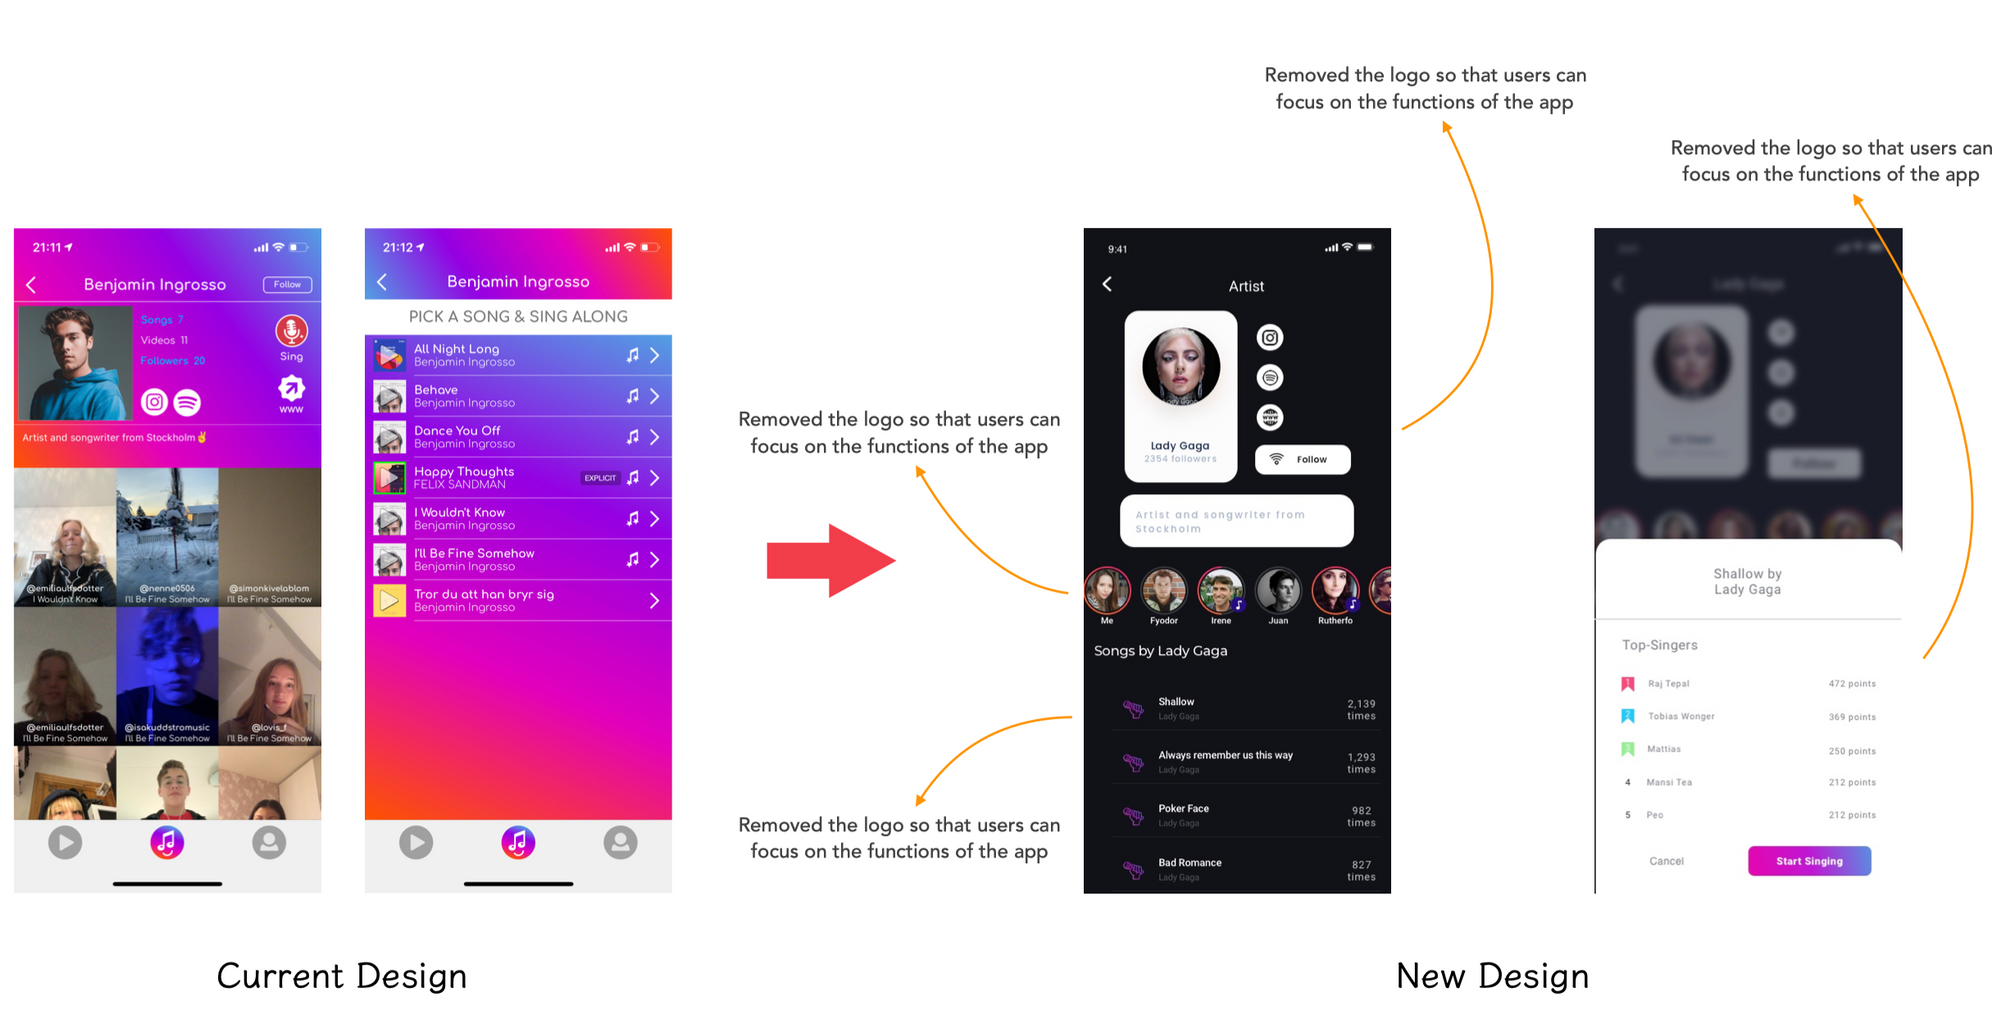 Removed the logo so that users can
focus on the functions of the app
Removed the logo so that users can
focus on the functions of the app
21:11
Benjamin Ingrosso
Follow
Songs 7
Videos 11
Followers 20
Sing
www
Artist and songwriter from Stockholm✌️
@emiliaulfsdotter
I Wouldn't Know
@nenne0506
I'll Be Fine Somehow
@simonkivelablom
I'll Be Fine Somehow
@emiliaulfsdotter
I'll Be Fine Somehow
@isakuddstromusic
I'll Be Fine Somehow
@lovis_f
I'll Be Fine Somehow
21:12
Benjamin Ingrosso
PICK A SONG & SING ALONG
All Night Long
Benjamin Ingrosso
Behave
Benjamin Ingrosso
Dance You Off
Benjamin Ingrosso
Happy Thoughts
FELIX SANDMAN
EXPLICIT
I Wouldn't Know
Benjamin Ingrosso
I'll Be Fine Somehow
Benjamin Ingrosso
Tror du att han bryr sig
Benjamin Ingrosso
Removed the logo so that users can
focus on the functions of the app
Removed the logo so that users can
focus on the functions of the app
9:41
Artist
Lady Gaga
2354 followers
WWW
Follow
Artist and songwriter from
Stockholm
Me
Fyodor
Irene
Juan
Rutherfo
Songs by Lady Gaga
Shallow
Lady Gaga
2,139
times
Always remember us this way
Lady Gaga
1,293
times
Poker Face
Lady Gaga
982
times
Bad Romance
Lady Gaga
827
times
Lady Gaga
Follow
Shallow by
Lady Gaga
Top-Singers
1 Raj Tepal 472 points
2 Tobias Wonger 369 points
3 Mattias 250 points
4 Mansi Tea 212 points
5 Peo 212 points
Cancel
Start Singing
Current Design
New Design